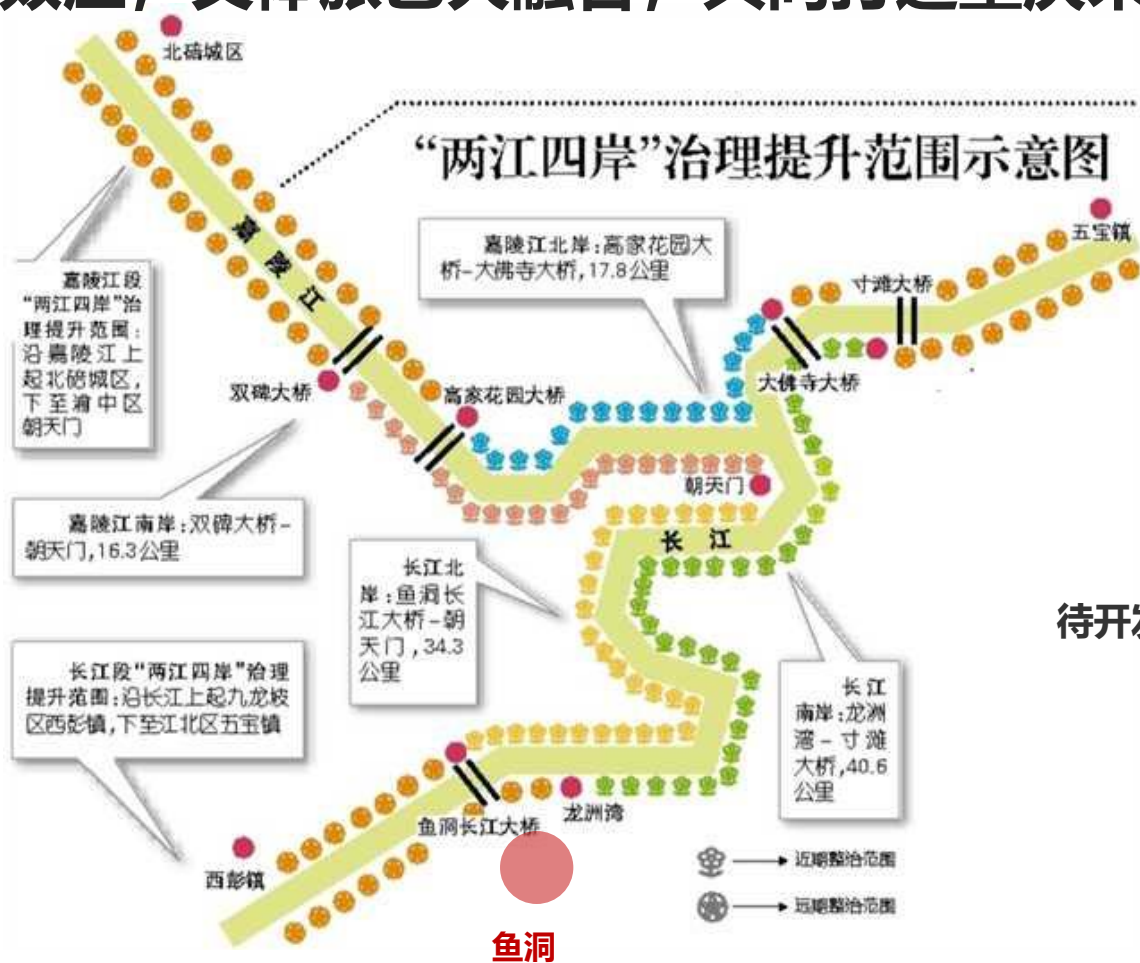 北碚城区
“两江四岸”治理提升范围示意图
五宝镇
嘉陵江
嘉陵江北岸:高家花园大
桥-大佛寺大桥,17.8公里
寸滩大桥
嘉陵江段
“两江四岸”治
理提升范围:
沿嘉陵江上
起北碚城区,
下至渝中区
朝天门
双碑大桥
高家花园大桥
大佛寺大桥
朝天门
嘉陵江南岸:双碑大桥-
朝天门,16.3公里
长江
长江北
岸:鱼洞长
江大桥-朝
天门,34.3
公里
待开发
长江段“两江四岸”治理
提升范围:沿长江上起九龙坡
区西彭镇,下至江北区五宝镇
长江
南岸:龙洲
湾-寸滩
大桥,40.6
公里
龙洲湾
鱼洞长江大桥
西彭镇
近期整治范围
远期整治范围
鱼洞